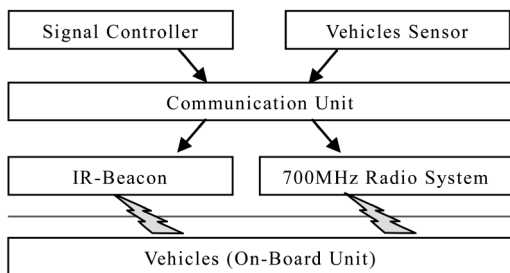 Signal Controller
Vehicles Sensor
Communication Unit
IR-Beacon
700MHz Radio System
Vehicles (On-Board Unit)